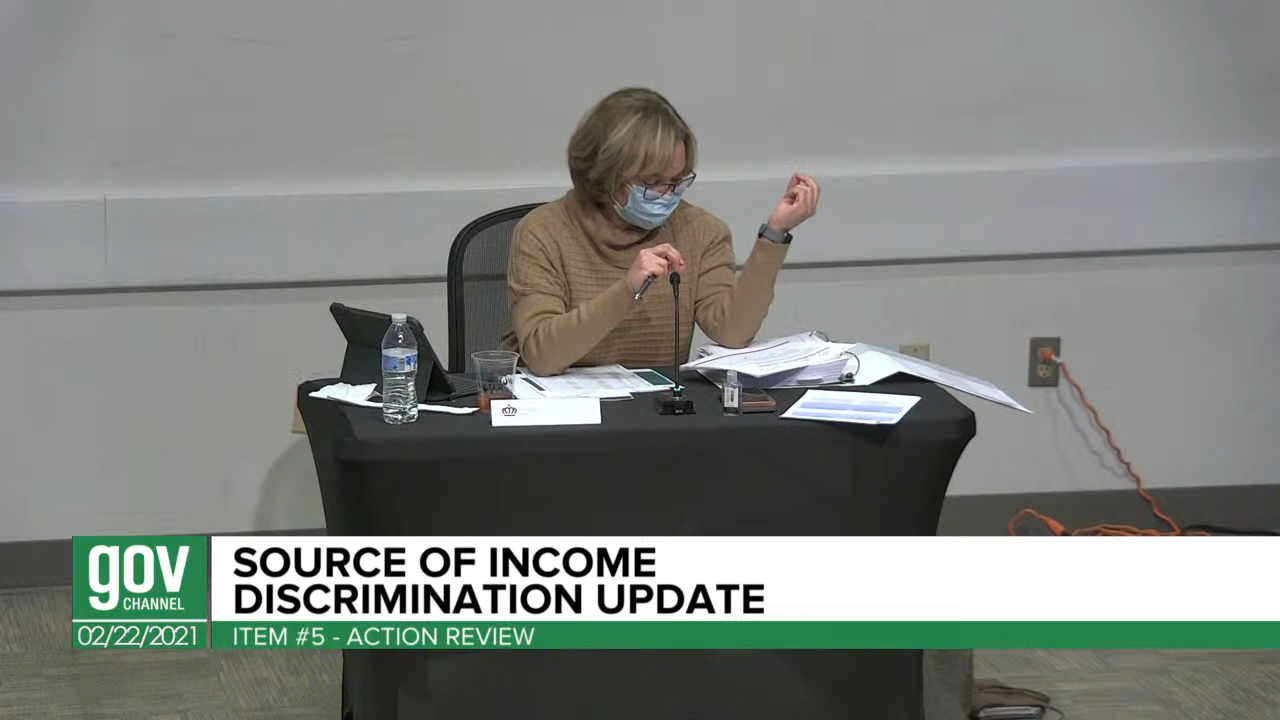 gov
CHANNEL
02/22/2021
SOURCE OF INCOME
DISCRIMINATION UPDATE
ITEM #5 - ACTION REVIEW